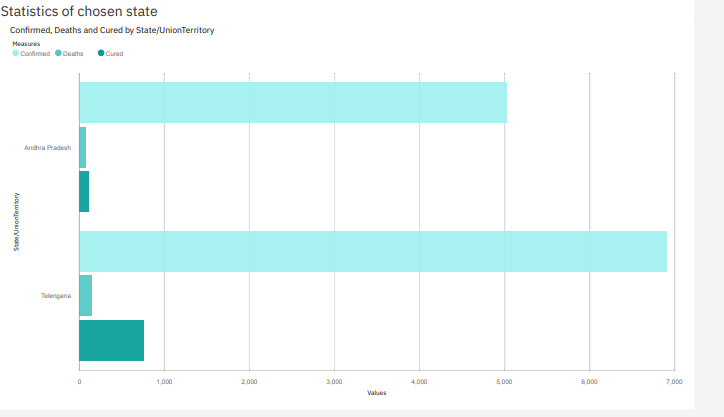 Statistics of chosen state
Confirmed, Deaths and Cured by State/UnionTerritory
Measures
Confirmed Deaths Cured
State/UnionTerritory
Andhra Pradesh
Telengana
0 1,000 2,000 3,000 4,000 5,000 6,000 7,000
Values